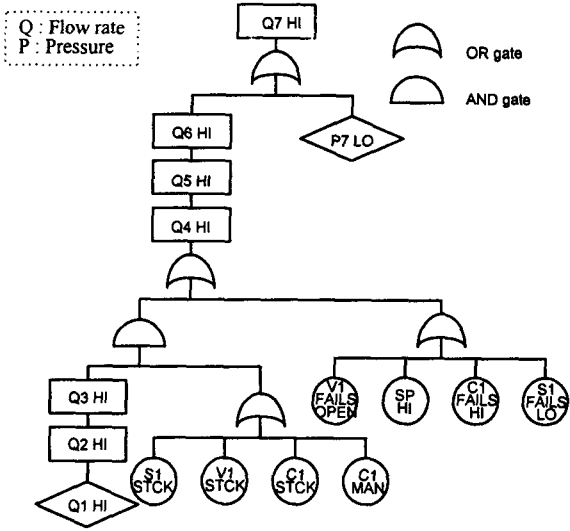 Q : Flow rate
P : Pressure
Q7 HI
OR gate
AND gate
Q6 HI
P7 LO
Q5 HI
Q4 HI
Q3 HI
Q2 HI
Q1 HI
S1
STCK
V1
STCK
C1
STCK
C1
MAN
V1
FAILS
OPEN
SP
HI
C1
FAILS
HI
S1
FAILS
LO